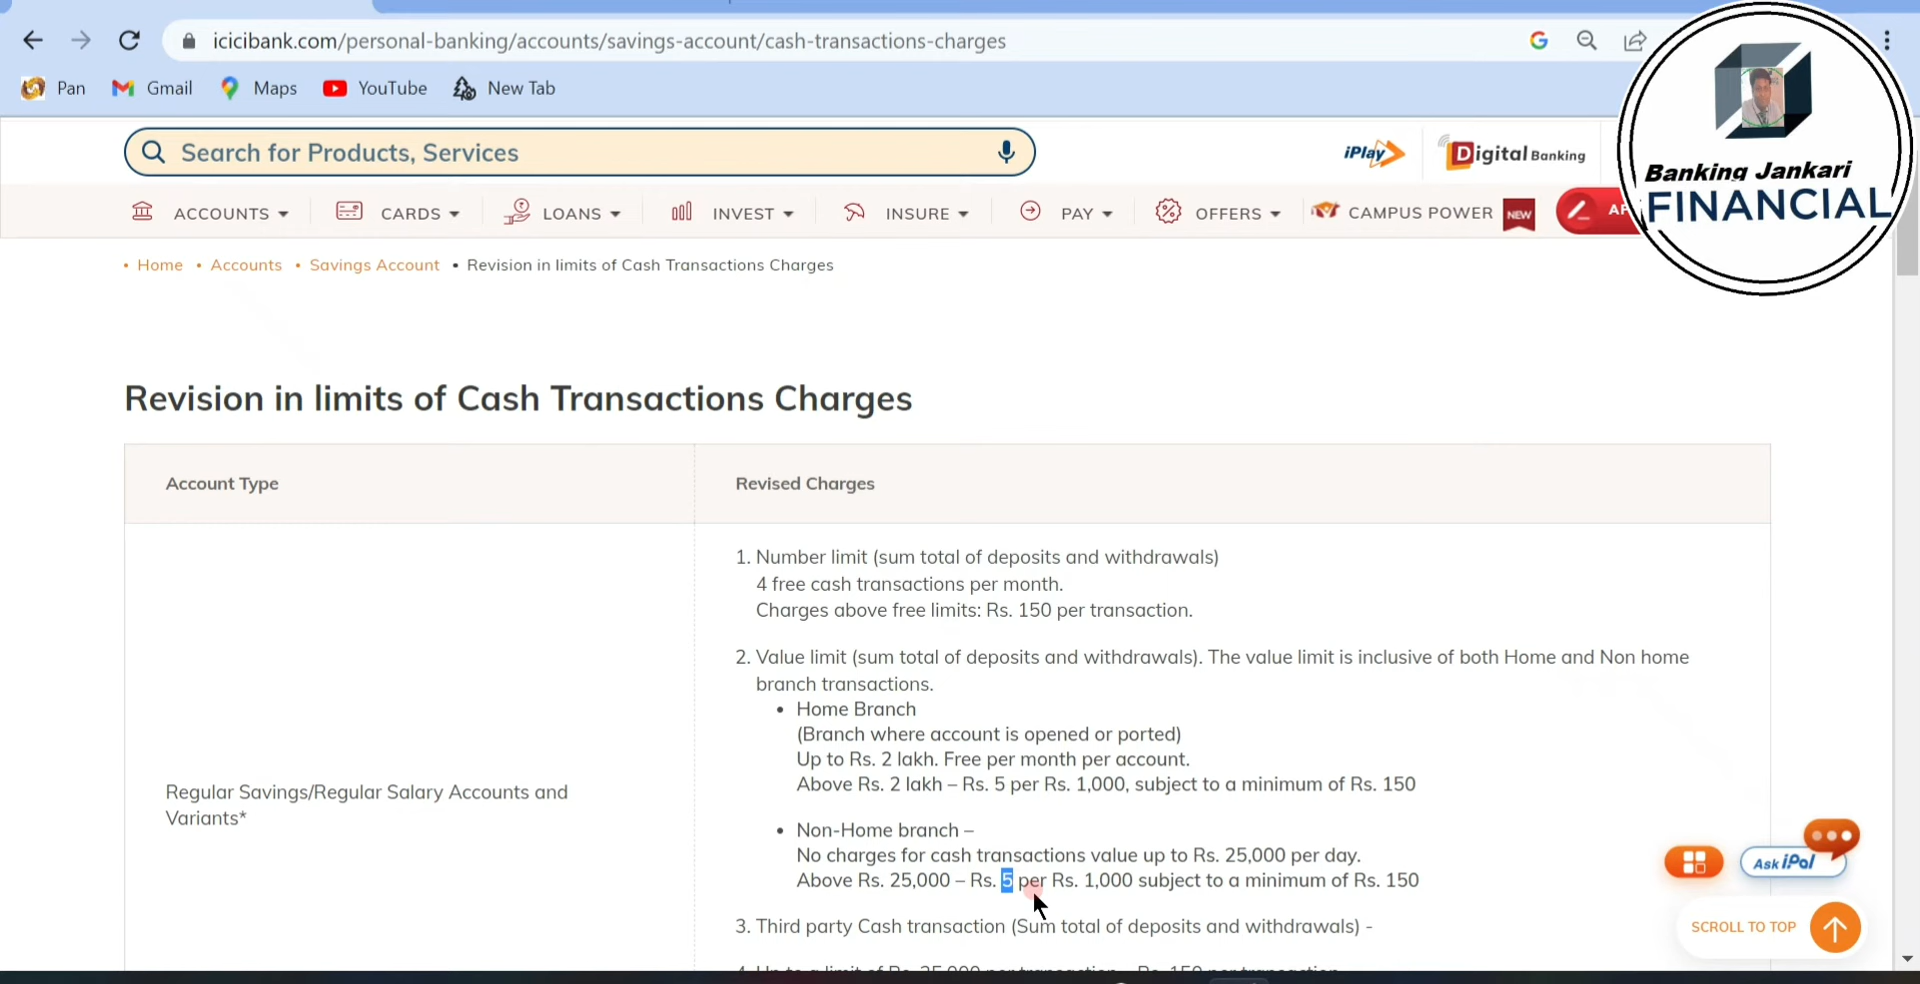 icicibank.com/personal-banking/accounts/savings-account/cash-transactions-charges
Pan Gmail Maps YouTube New Tab
Search for Products, Services
iPlay
Digital Banking
Banking Jankari
FINANCIAL
ACCOUNTS CARDS LOANS INVEST INSURE PAY OFFERS CAMPUS POWER NEW
• Home • Accounts • Savings Account • Revision in limits of Cash Transactions Charges
Revision in limits of Cash Transactions Charges
Account Type
Revised Charges
1. Number limit (sum total of deposits and withdrawals)
4 free cash transactions per month.
Charges above free limits: Rs. 150 per transaction.
2. Value limit (sum total of deposits and withdrawals). The value limit is inclusive of both Home and Non home
branch transactions.
• Home Branch
(Branch where account is opened or ported)
Up to Rs. 2 lakh. Free per month per account.
Above Rs. 2 lakh – Rs. 5 per Rs. 1,000, subject to a minimum of Rs. 150
Regular Savings/Regular Salary Accounts and
Variants*
• Non-Home branch –
No charges for cash transactions value up to Rs. 25,000 per day.
Above Rs. 25,000 – Rs. 5 per Rs. 1,000 subject to a minimum of Rs. 150
Ask iPal
3. Third party Cash transaction (Sum total of deposits and withdrawals) -
SCROLL TO TOP